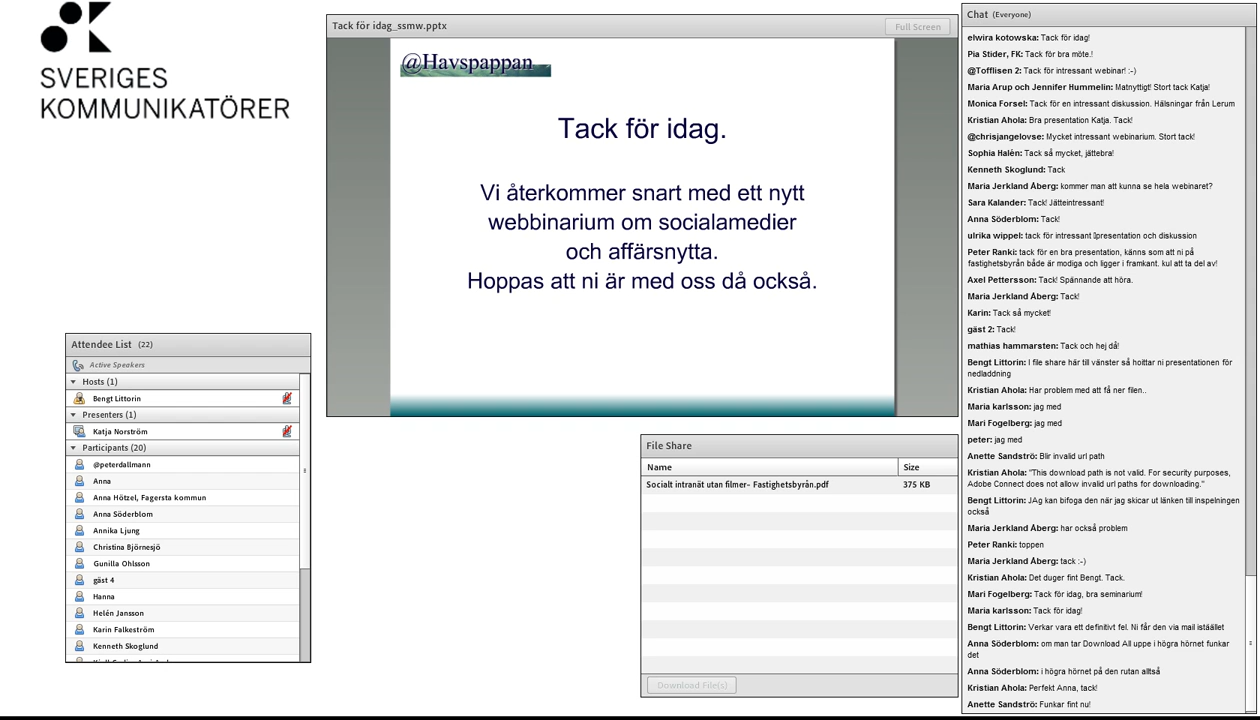 SVERIGES
KOMMUNIKATÖRER
Tack för idag_ssmw.pptx
Full Screen
@Havspappan
Tack för idag.
Vi återkommer snart med ett nytt
webbinarium om socialamedier
och affärsnytta.
Hoppas att ni är med oss då också.
Attendee List (22)
Active Speakers
Hosts (1)
Bengt Littorin
Presenters (1)
Katja Norström
Participants (20)
@peterdallmann
Anna
Anna Hötzel, Fagersta kommun
Anna Söderblom
Annika Ljung
Christina Björnesjö
Gunilla Ohlsson
gäst 4
Hanna
Helén Jansson
Karin Falkeström
Kenneth Skoglund
File Share
Name Size
Socialt intranät utan filmer- Fastighetsbyrån.pdf 375 KB
Download File(s)
Chat (Everyone)
elwira kotowska: Tack för idag!
Pia Stider, FK: Tack för bra möte.!
@Tofflisen 2: Tack för intressant webinar! :-)
Maria Arup och Jennifer Hummelin: Matnyttigt! Stort tack Katja!
Monica Forsel: Tack för en intressant diskussion. Hälsningar från Lerum
Kristian Ahola: Bra presentation Katja. Tack!
@chrisjangelovse: Mycket intressant webinarium. Stort tack!
Sophia Halén: Tack så mycket, jättebra!
Kenneth Skoglund: Tack
Maria Jerkland Åberg: kommer man att kunna se hela webinaret?
Sara Kalander: Tack! Jätteintressant!
Anna Söderblom: Tack!
ulrika wippel: tack för intressant presentation och diskussion
Peter Ranki: tack för en bra presentation, känns som att ni på
fastighetsbyrån både är modiga och ligger i framkant. kul att ta del av!
Axel Pettersson: Tack! Spännande att höra.
Maria Jerkland Åberg: Tack!
Karin: Tack så mycket!
gäst 2: Tack!
mathias hammarsten: Tack och hej då!
Bengt Littorin: I file share här till vänster så hoittar ni presentationen för
nedladdning
Kristian Ahola: Har problem med att få ner filen..
Maria karlsson: jag med
Mari Fogelberg: jag med
peter: jag med
Anette Sandströ: Blir invalid url path
Kristian Ahola: "This download path is not valid. For security purposes,
Adobe Connect does not allow invalid url paths for downloading."
Bengt Littorin: JAg kan bifoga den när jag skicar ut länken till inspelningen
också
Maria Jerkland Åberg: har också problem
Peter Ranki: toppen
Maria Jerkland Åberg: tack :-)
Kristian Ahola: Det duger fint Bengt. Tack.
Mari Fogelberg: Tack för idag, bra seminarium!
Maria karlsson: Tack för idag!
Bengt Littorin: Verkar vara ett definitivt fel. Ni får den via mail iståället
Anna Söderblom: om man tar Download All uppe i högra hörnet funkar
det
Anna Söderblom: i högra hörnet på den rutan alltså
Kristian Ahola: Perfekt Anna, tack!
Anette Sandströ: Funkar fint nu!